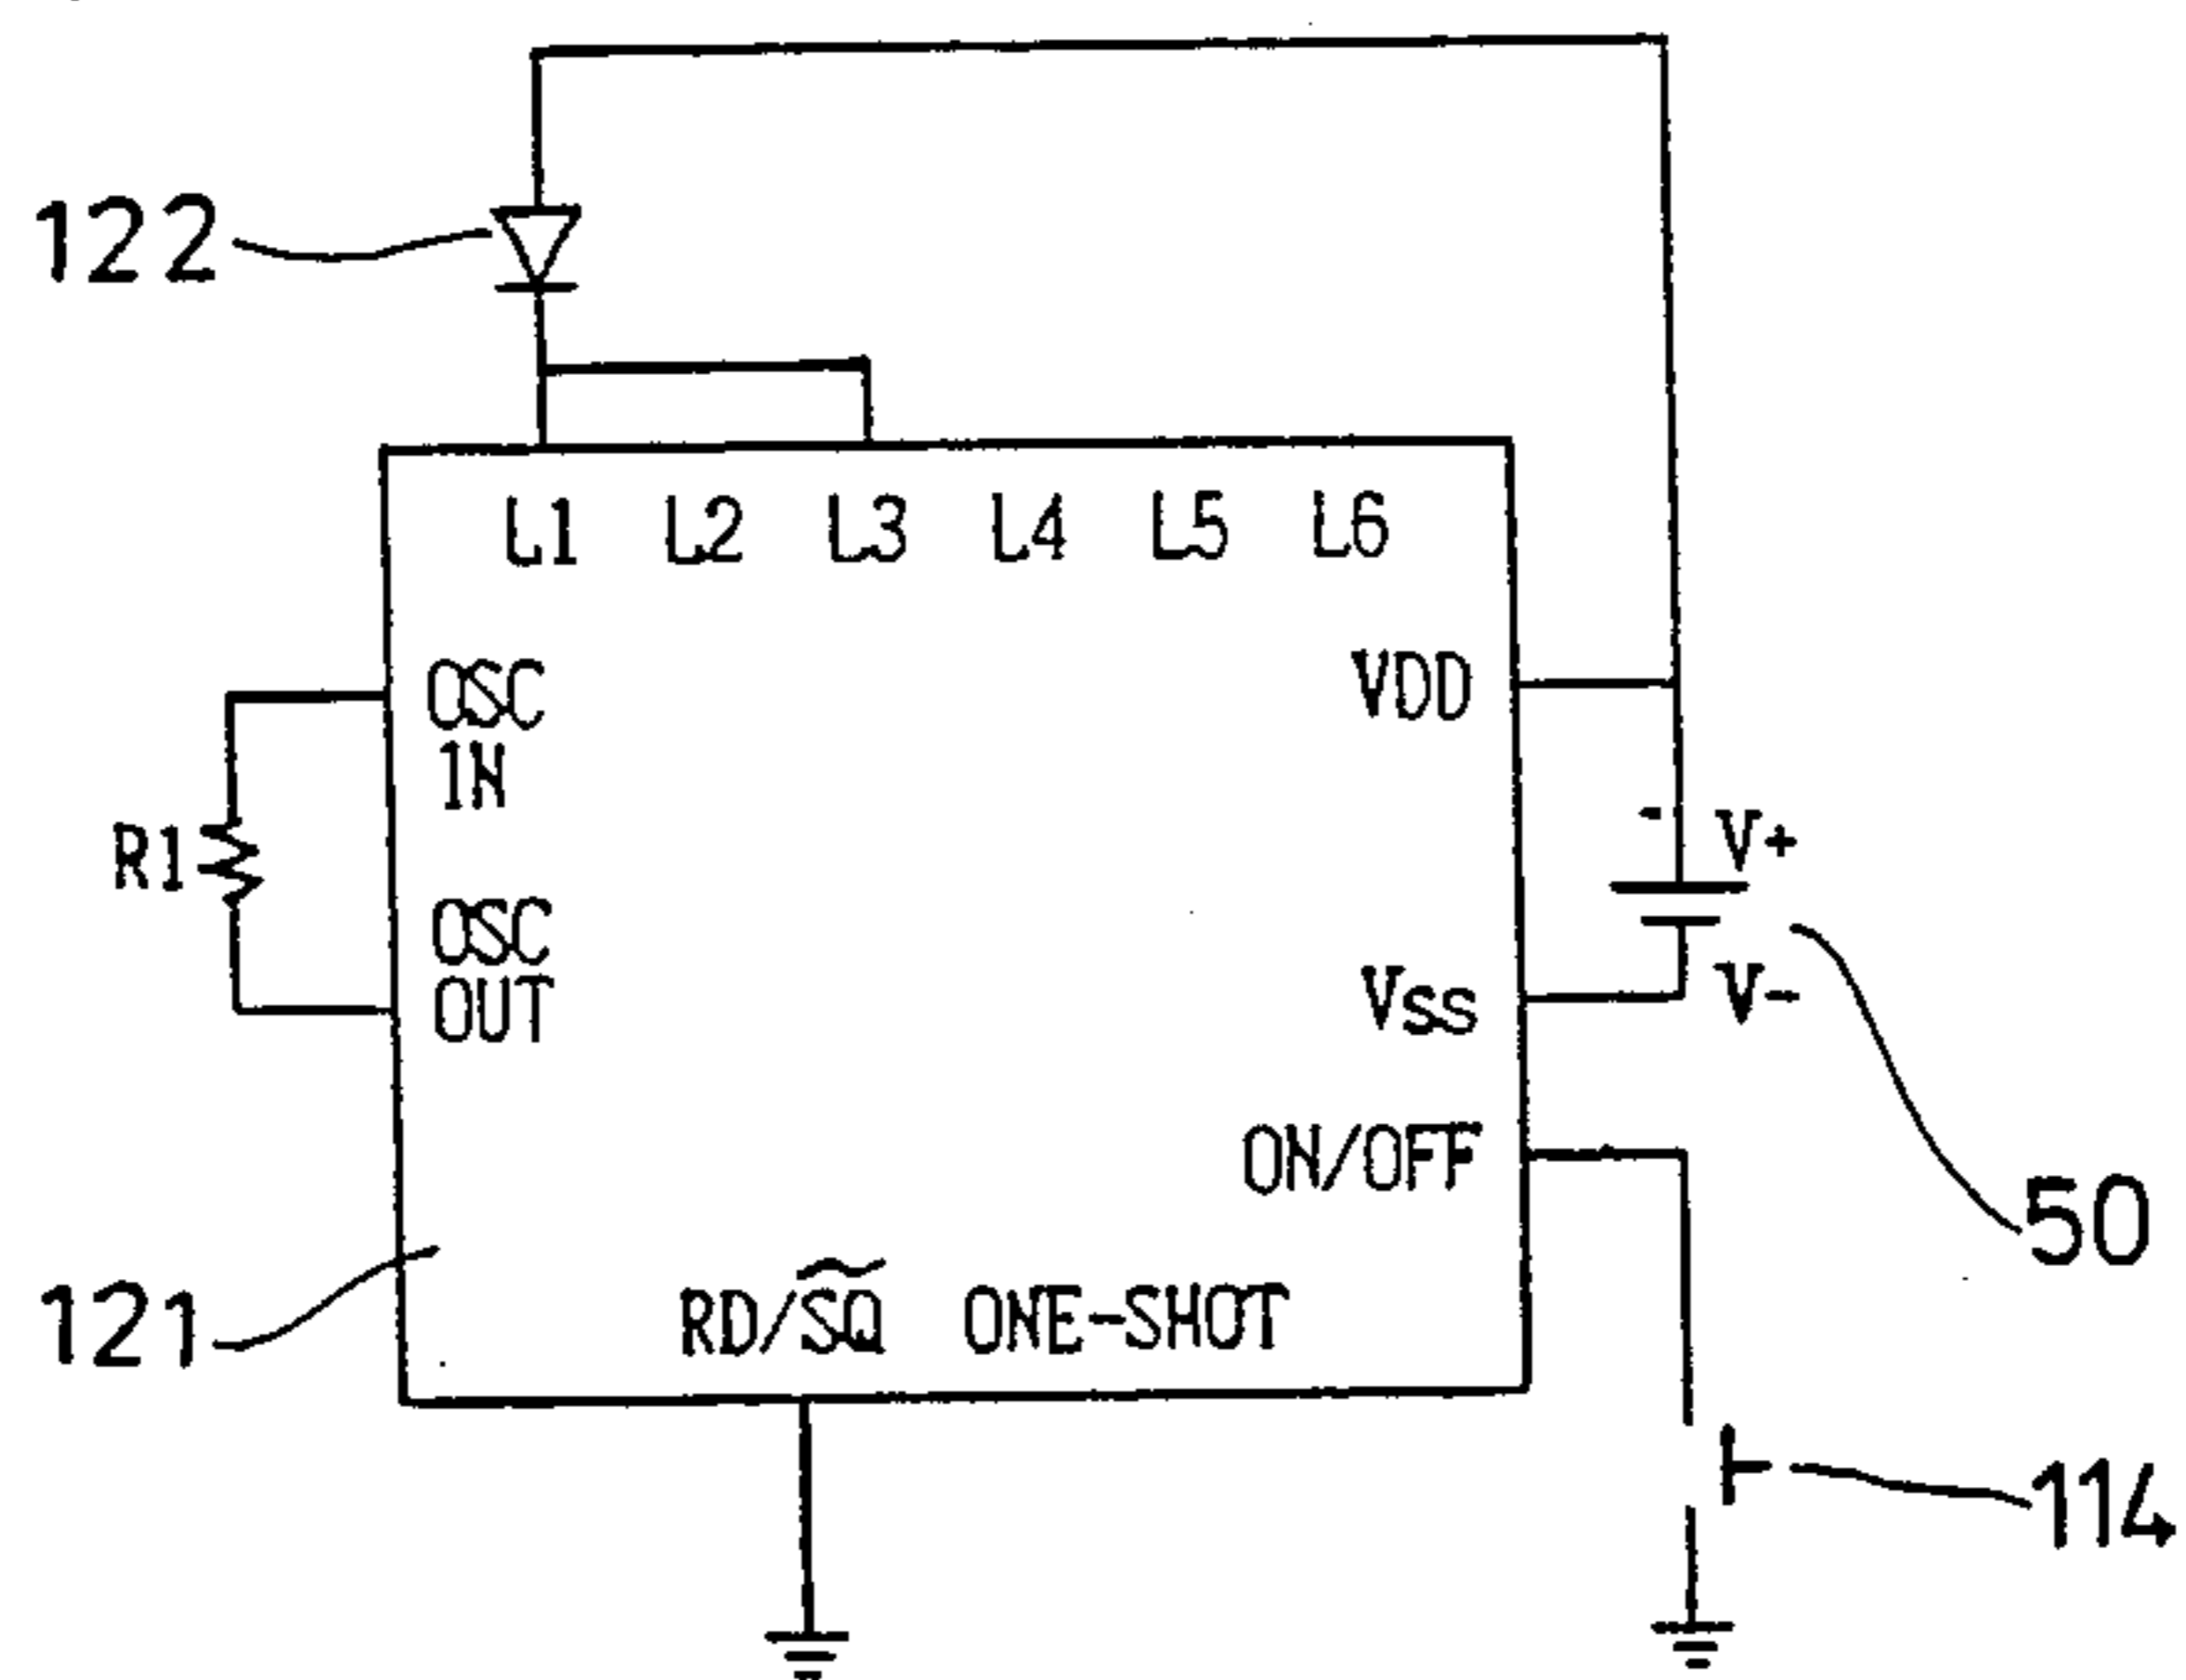 122
L1 L2 L3 L4 L5 L6
OSC
IN
VDD
R1
V+
OSC
OUT
VSS
V-
ON/OFF
50
121
RD/SQ ONE-SHOT
114